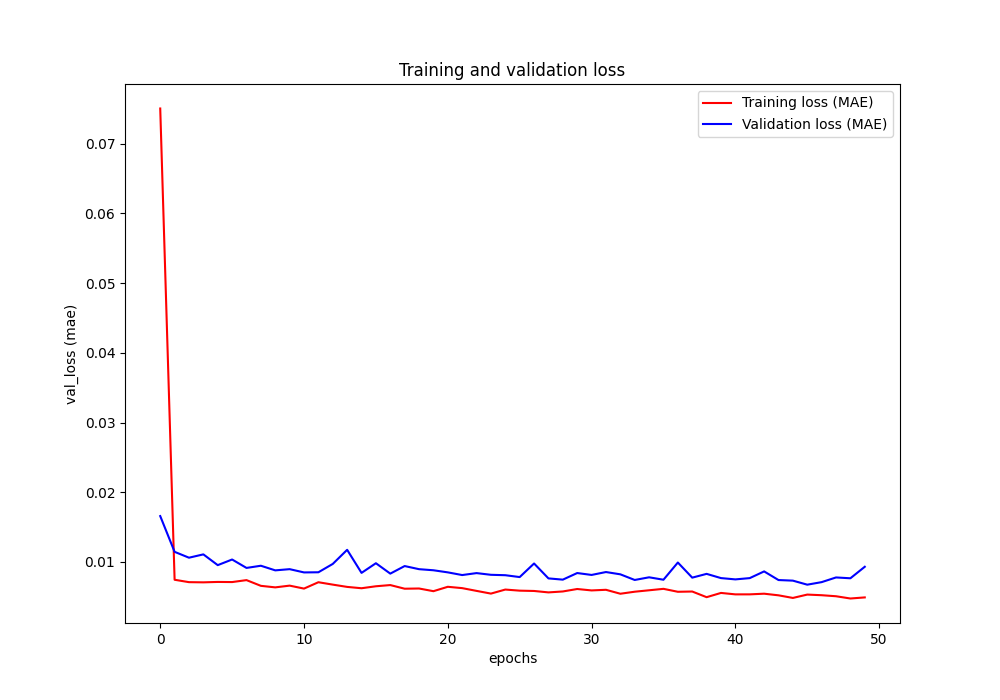 Training and validation loss
Training loss (MAE)
Validation loss (MAE)
val_loss (mae)
0.07
0.06
0.05
0.04
0.03
0.02
0.01
0 10 20 30 40 50
epochs